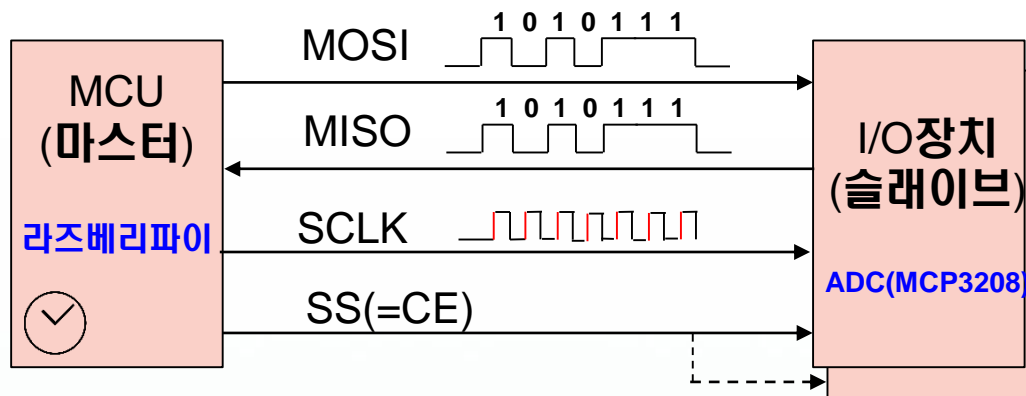 MOSI
1 0 1 0 1 1 1
MCU
(마스터)
MISO
1 0 1 0 1 1 1
I/O장치
(슬래이브)
라즈베리파이
SCLK
ADC(MCP3208)
SS(=CE)